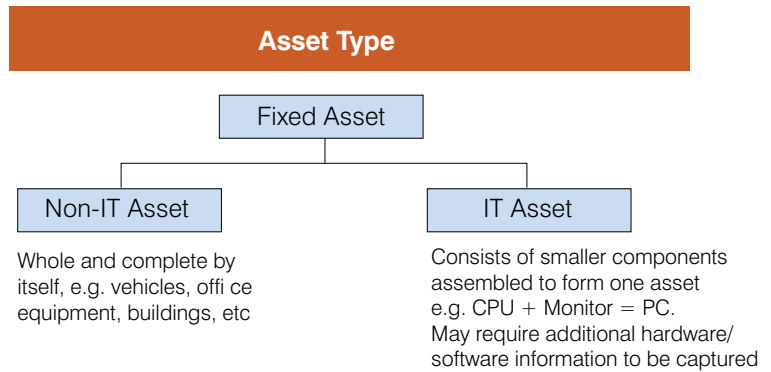 Asset Type
Fixed Asset
Non-IT Asset
Whole and complete by
itself, e.g. vehicles, offi ce
equipment, buildings, etc
IT Asset
Consists of smaller components
assembled to form one asset
e.g. CPU + Monitor = PC.
May require additional hardware/
software information to be captured